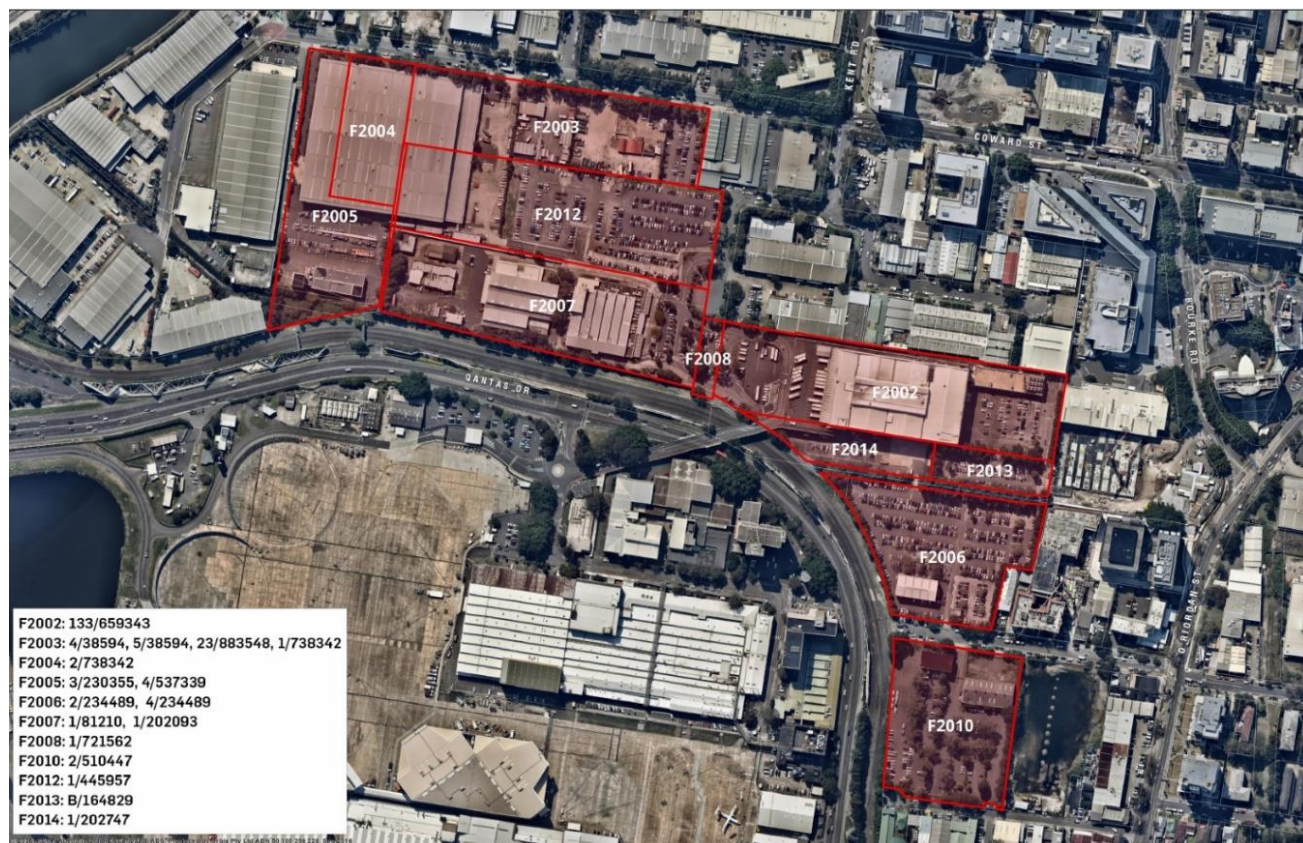 KENT RD
COWARD ST
F2004
F2003
F2005
F2012
F2007
F2008
QANTAS DR
BOURKE RD
F2002
F2014
F2013
F2006
O RIORDAN ST
F2010
F2002: 133/659343
F2003: 4/38594, 5/38594, 23/883548, 1/738342
F2004: 2/738342
F2005: 3/230355, 4/537339
F2006: 2/234489, 4/234489
F2007: 1/81210, 1/202093
F2008: 1/721562
F2010: 2/510447
F2012: 1/445957
F2013: B/164829
F2014: 1/202747